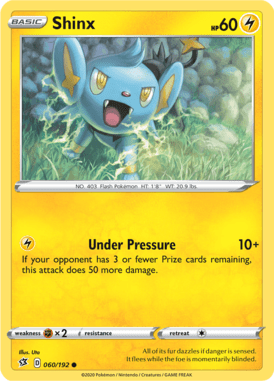 BASIC Shinx HP60
NO. 403 Flash Pokémon HT: 1'8" WT: 20.9 lbs.
Under Pressure 10+
If your opponent has 3 or fewer Prize cards remaining,
this attack does 50 more damage.
weakness ×2 resistance retreat
Illus. Uta
D 060/192
All of its fur dazzles if danger is sensed.
It flees while the foe is momentarily blinded.
©2020 Pokémon / Nintendo / Creatures / GAME FREAK